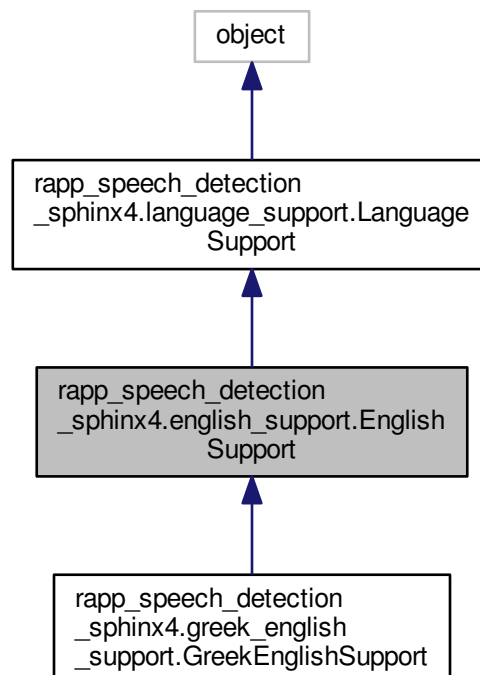 object
rapp_speech_detection
_sphinx4.language_support.Language
Support
rapp_speech_detection
_sphinx4.english_support.English
Support
rapp_speech_detection
_sphinx4.greek_english
_support.GreekEnglishSupport